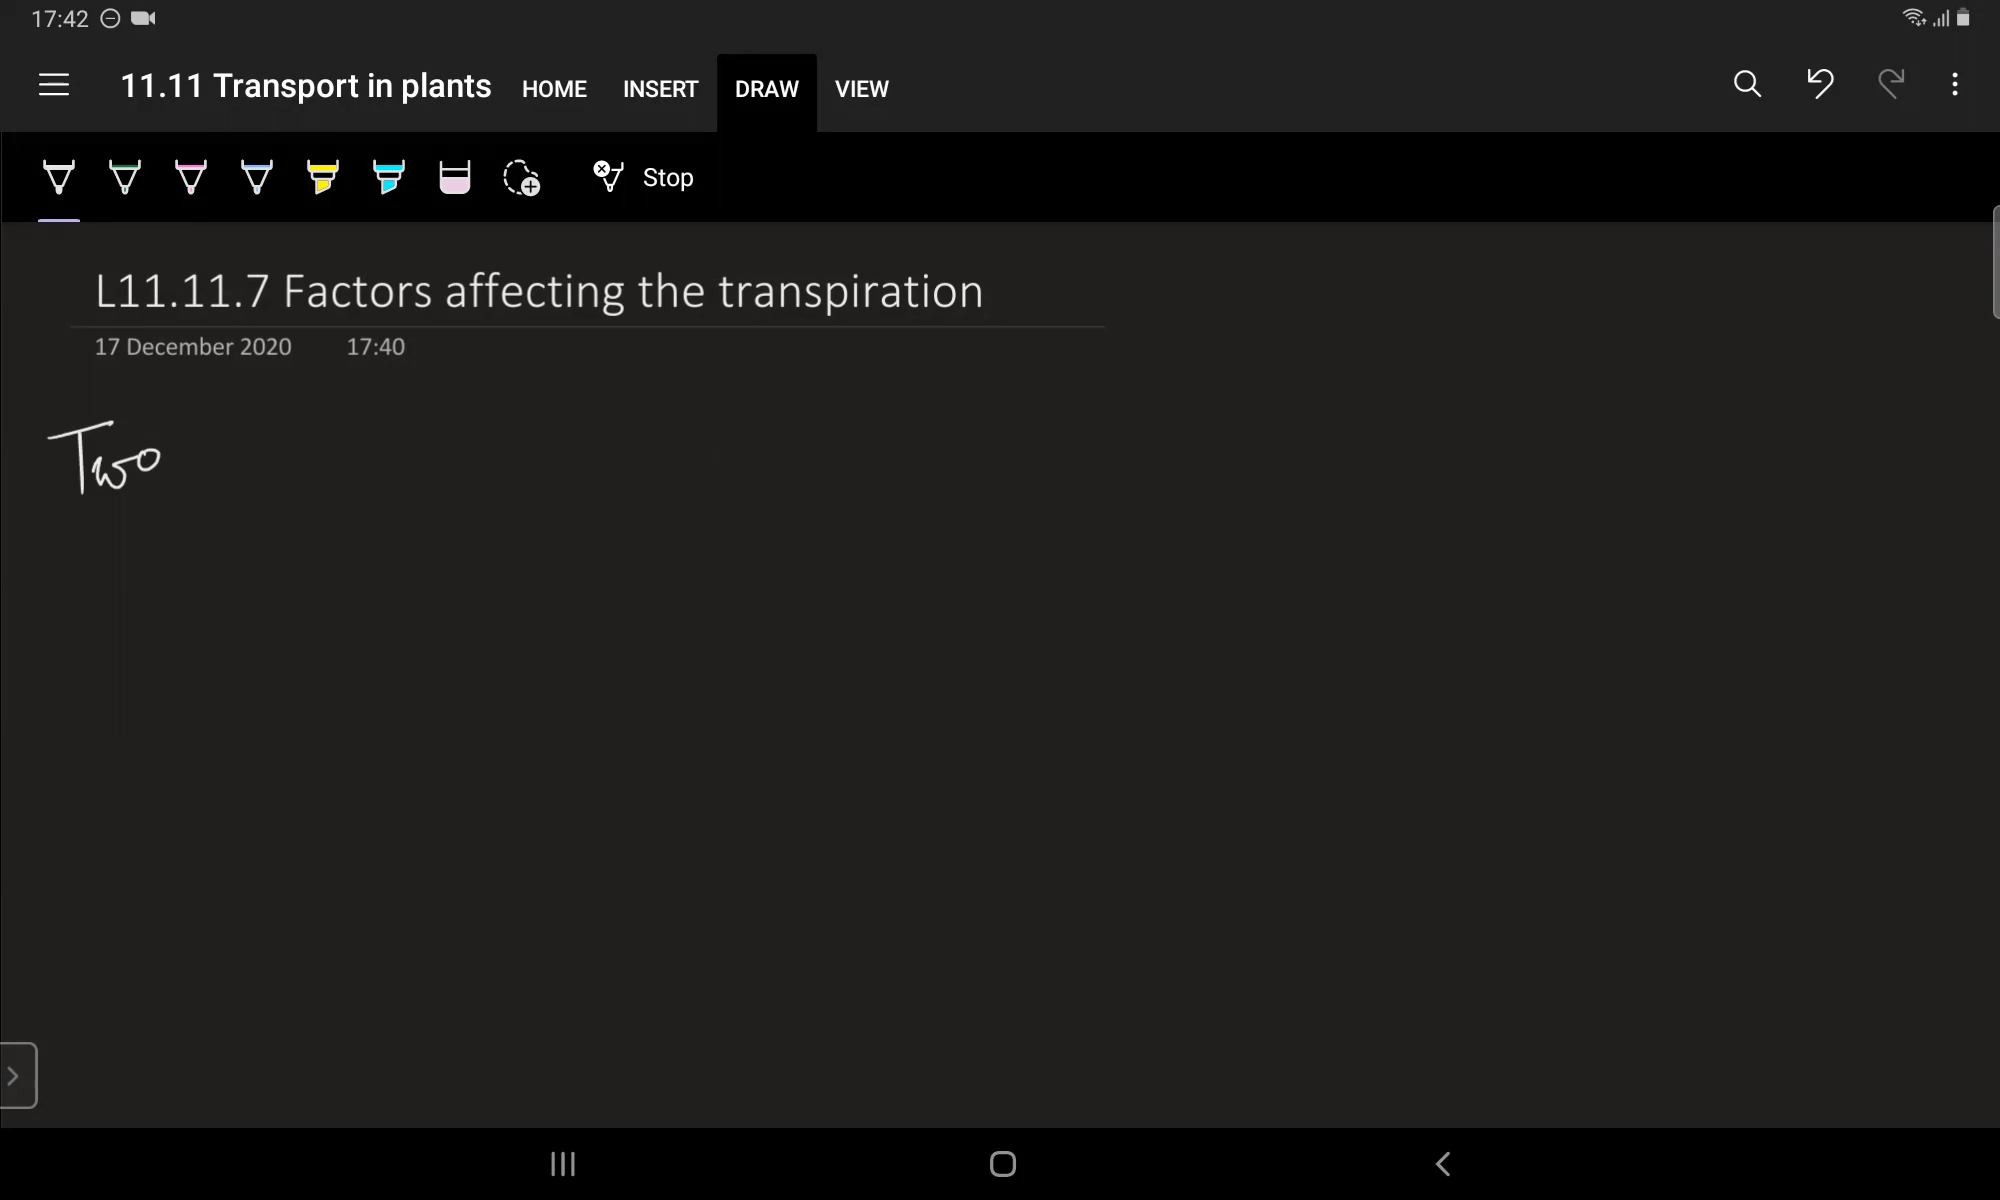 17:42
11.11 Transport in plants HOME INSERT DRAW VIEW
Stop
L11.11.7 Factors affecting the transpiration
17 December 2020 17:40
Two